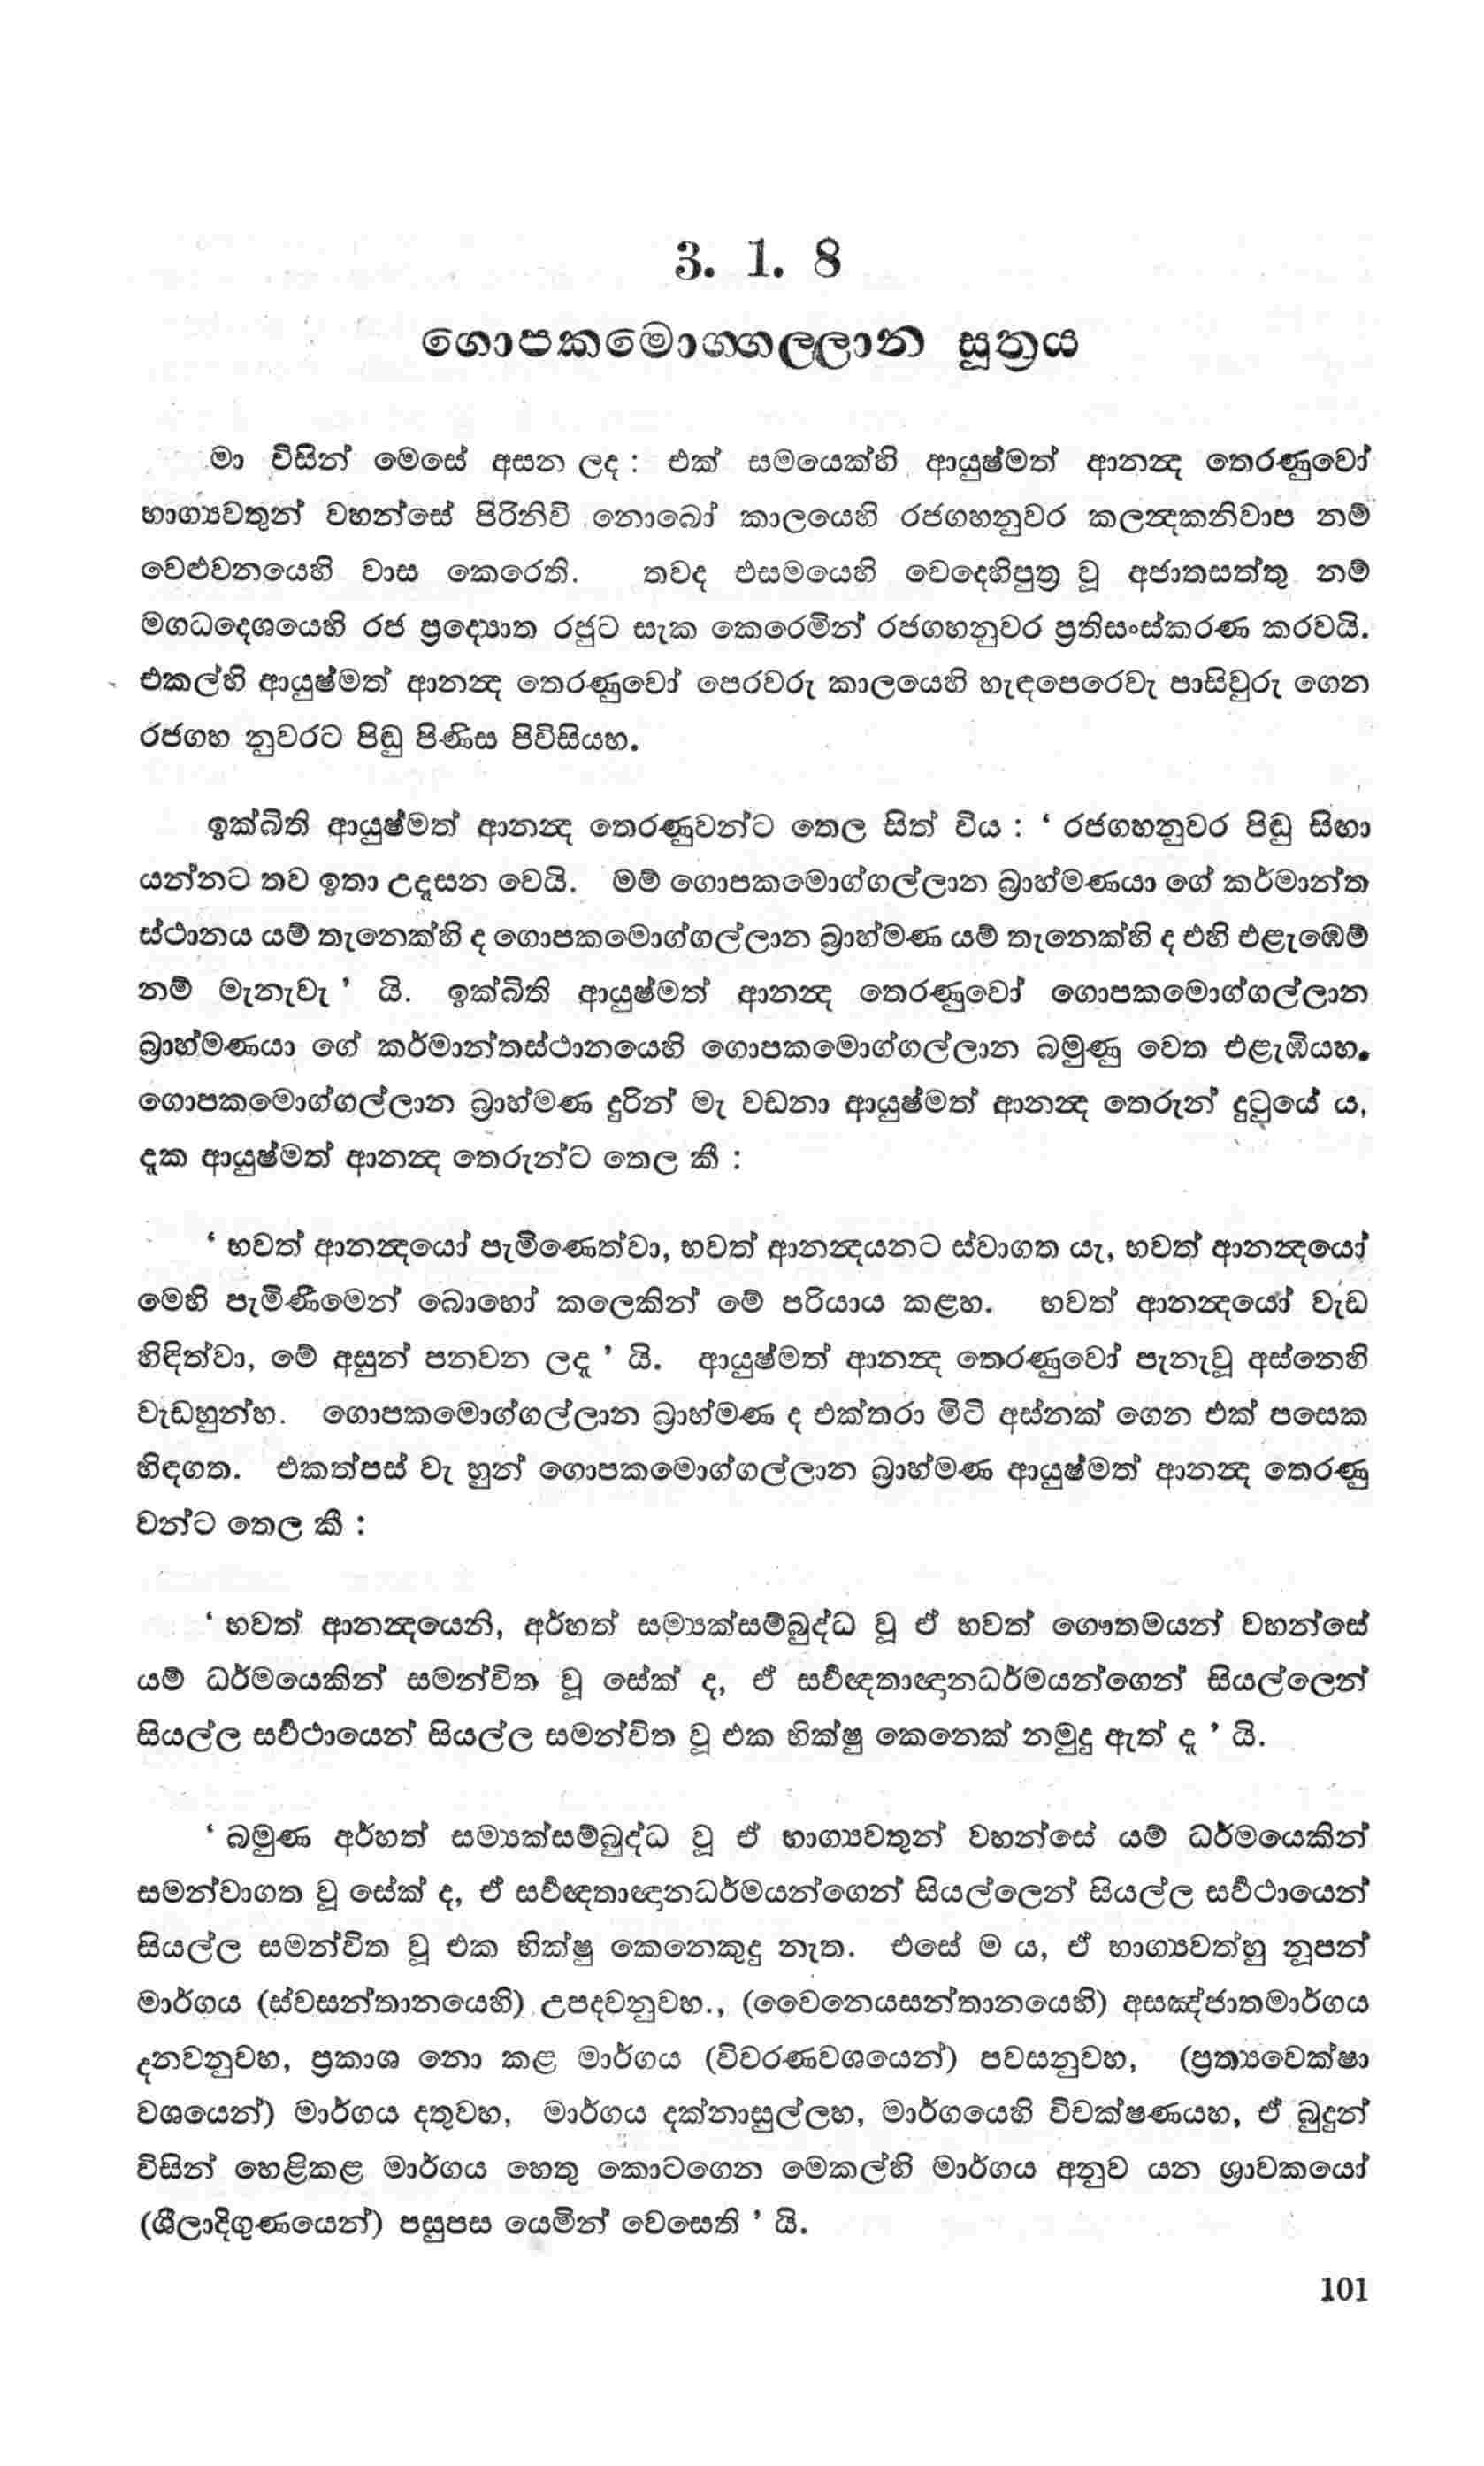 3. 1. 8
ගොපකමොග්ගල්ලාන සූත්‍රය
මා විසින් මෙසේ අසන ලද : එක් සමයෙක්හි ආයුෂ්මත් ආනන්‍ද තෙරණුවෝ
භාග්‍යවතුන් වහන්සේ පිරිනිවි නොබෝ කාලයෙහි රජගහනුවර කලන්‍දකනිවාප නම්
වෙළුවනයෙහි වාස කෙරෙති. තවද එසමයෙහි වෙදෙහිපුත්‍ර වූ අජාතසත්තු නම්
මගධදෙශයෙහි රජ ප්‍රද්‍යොත රජුට සැක කෙරෙමින් රජගහනුවර ප්‍රතිසංස්කරණ කරවයි.
එකල්හි ආයුෂ්මත් ආනන්‍ද තෙරණුවෝ පෙරවරු කාලයෙහි හැඳපෙරෙවැ පාසිවුරු ගෙන
රජගහ නුවරට පිඬු පිණිස පිවිසියහ.
ඉක්බිති ආයුෂ්මත් ආනන්‍ද තෙරණුවන්ට තෙල සිත් විය : ‘ රජගහනුවර පිඬු සිඟා
යන්නට තව ඉතා උදෑසන වෙයි. මම් ගොපකමොග්ගල්ලාන බ්‍රාහ්මණයා ගේ කර්මාන්ත
ස්ථානය යම් තැනෙක්හි ද ගොපකමොග්ගල්ලාන බ්‍රාහ්මණ යම් තැනෙක්හි ද එහි එළැඹෙම්
නම් මැනැවැ ’ යි. ඉක්බිති ආයුෂ්මත් ආනන්‍ද තෙරණුවෝ ගොපකමොග්ගල්ලාන
බ්‍රාහ්මණයා ගේ කර්මාන්තස්ථානයෙහි ගොපකමොග්ගල්ලාන බමුණු වෙත එළැඹියහ.
ගොපකමොග්ගල්ලාන බ්‍රාහ්මණ දුරින් මැ වඩනා ආයුෂ්මත් ආනන්‍ද තෙරුන් දුටුයේ ය,
දැක ආයුෂ්මත් ආනන්‍ද තෙරුන්ට තෙල කී :
‘ භවත් ආනන්‍දයෝ පැමිණෙත්වා, භවත් ආනන්‍දයනට ස්වාගත යැ, භවත් ආනන්‍දයෝ
මෙහි පැමිණීමෙන් බොහෝ කලෙකින් මේ පරියාය කළහ. භවත් ආනන්‍දයෝ වැඩ
හිඳිත්වා, මේ අසුන් පනවන ලදැ ’ යි. ආයුෂ්මත් ආනන්‍ද තෙරණුවෝ පැනැවූ අස්නෙහි
වැඩහුන්හ. ගොපකමොග්ගල්ලාන බ්‍රාහ්මණ ද එක්තරා මිටි අස්නක් ගෙන එක් පසෙක
හිඳගත. එකත්පස් වැ හුන් ගොපකමොග්ගල්ලාන බ්‍රාහ්මණ ආයුෂ්මත් ආනන්‍ද තෙරණු
වන්ට තෙල කී :
‘ භවත් ආනන්‍දයෙනි, අර්හත් සම්‍යක්සම්බුද්ධ වූ ඒ භවත් ගෞතමයන් වහන්සේ
යම් ධර්මයෙකින් සමන්විත වූ සේක් ද, ඒ සර්‍වඥතාඥානධර්මයන්ගෙන් සියල්ලෙන්
සියල්ල සර්‍වථායෙන් සියල්ල සමන්විත වූ එක භික්ෂු කෙනෙක් නමුදු ඇත් දැ ’ යි.
‘ බමුණ අර්හත් සම්‍යක්සම්බුද්ධ වූ ඒ භාග්‍යවතුන් වහන්සේ යම් ධර්මයෙකින්
සමන්වාගත වූ සේක් ද, ඒ සර්‍වඥතාඥානධර්මයන්ගෙන් සියල්ලෙන් සියල්ල සර්‍වථායෙන්
සියල්ල සමන්විත වූ එක භික්ෂු කෙනෙකුදු නැත. එසේ ම ය, ඒ භාග්‍යවත්හු නූපන්
මාර්ගය (ස්වසන්තානයෙහි) උපදවනුවහ., (වෛනෙයසන්තානයෙහි) අසඤ්ජාතමාර්ගය
දනවනුවහ, ප්‍රකාශ නො කළ මාර්ගය (විවරණවශයෙන්) පවසනුවහ, (ප්‍රත්‍යවෙක්ෂා
වශයෙන්) මාර්ගය දතුවහ, මාර්ගය දක්නාසුල්ලහ, මාර්ගයෙහි විචක්ෂණයහ, ඒ බුදුන්
විසින් හෙළිකළ මාර්ගය හෙතු කොටගෙන මෙකල්හි මාර්ගය අනුව යන ශ්‍රාවකයෝ
(ශීලාදිගුණයෙන්) පසුපස යෙමින් වෙසෙති ’ යි.
101